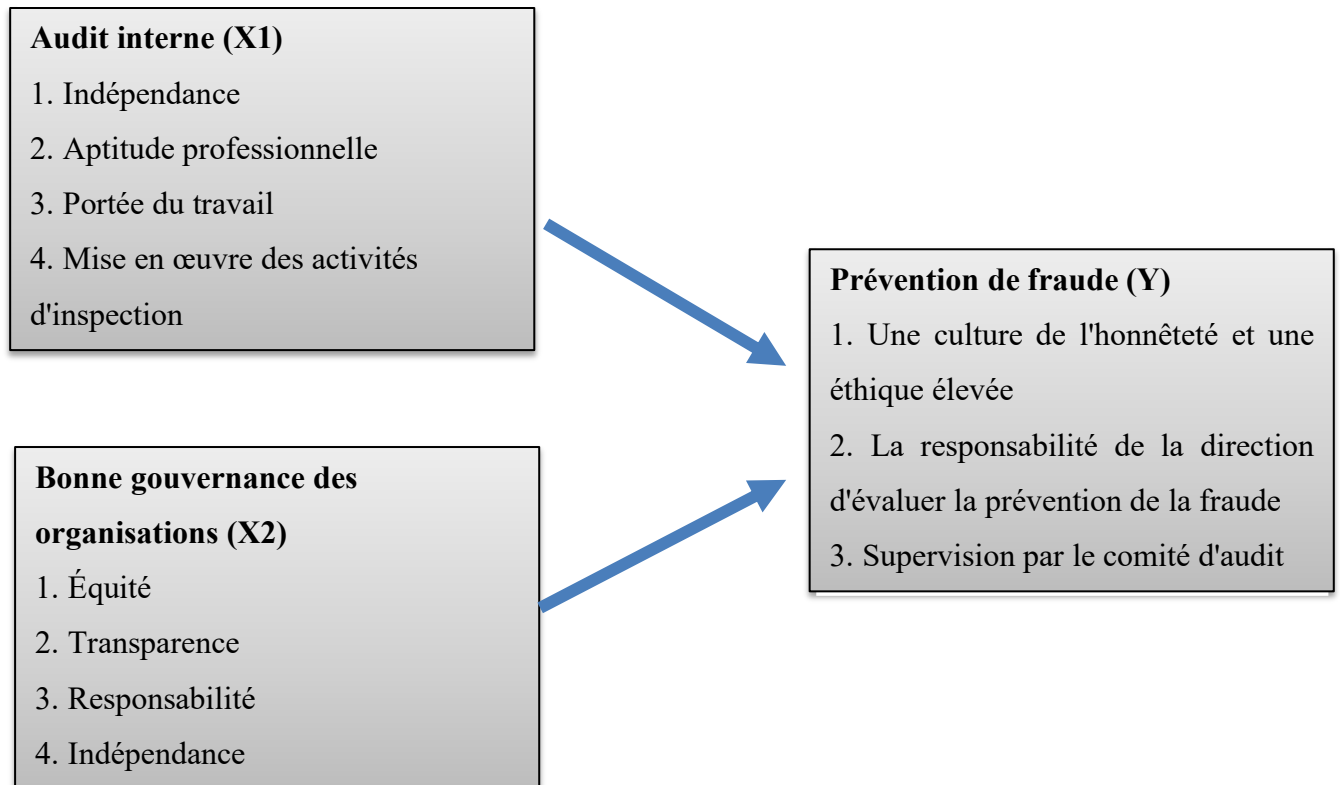 Audit interne (X1)
1. Indépendance
2. Aptitude professionnelle
3. Portée du travail
4. Mise en œuvre des activités
d'inspection
Prévention de fraude (Y)
1. Une culture de l'honnêteté et une
éthique élevée
2. La responsabilité de la direction
d'évaluer la prévention de la fraude
3. Supervision par le comité d'audit
Bonne gouvernance des
organisations (X2)
1. Équité
2. Transparence
3. Responsabilité
4. Indépendance